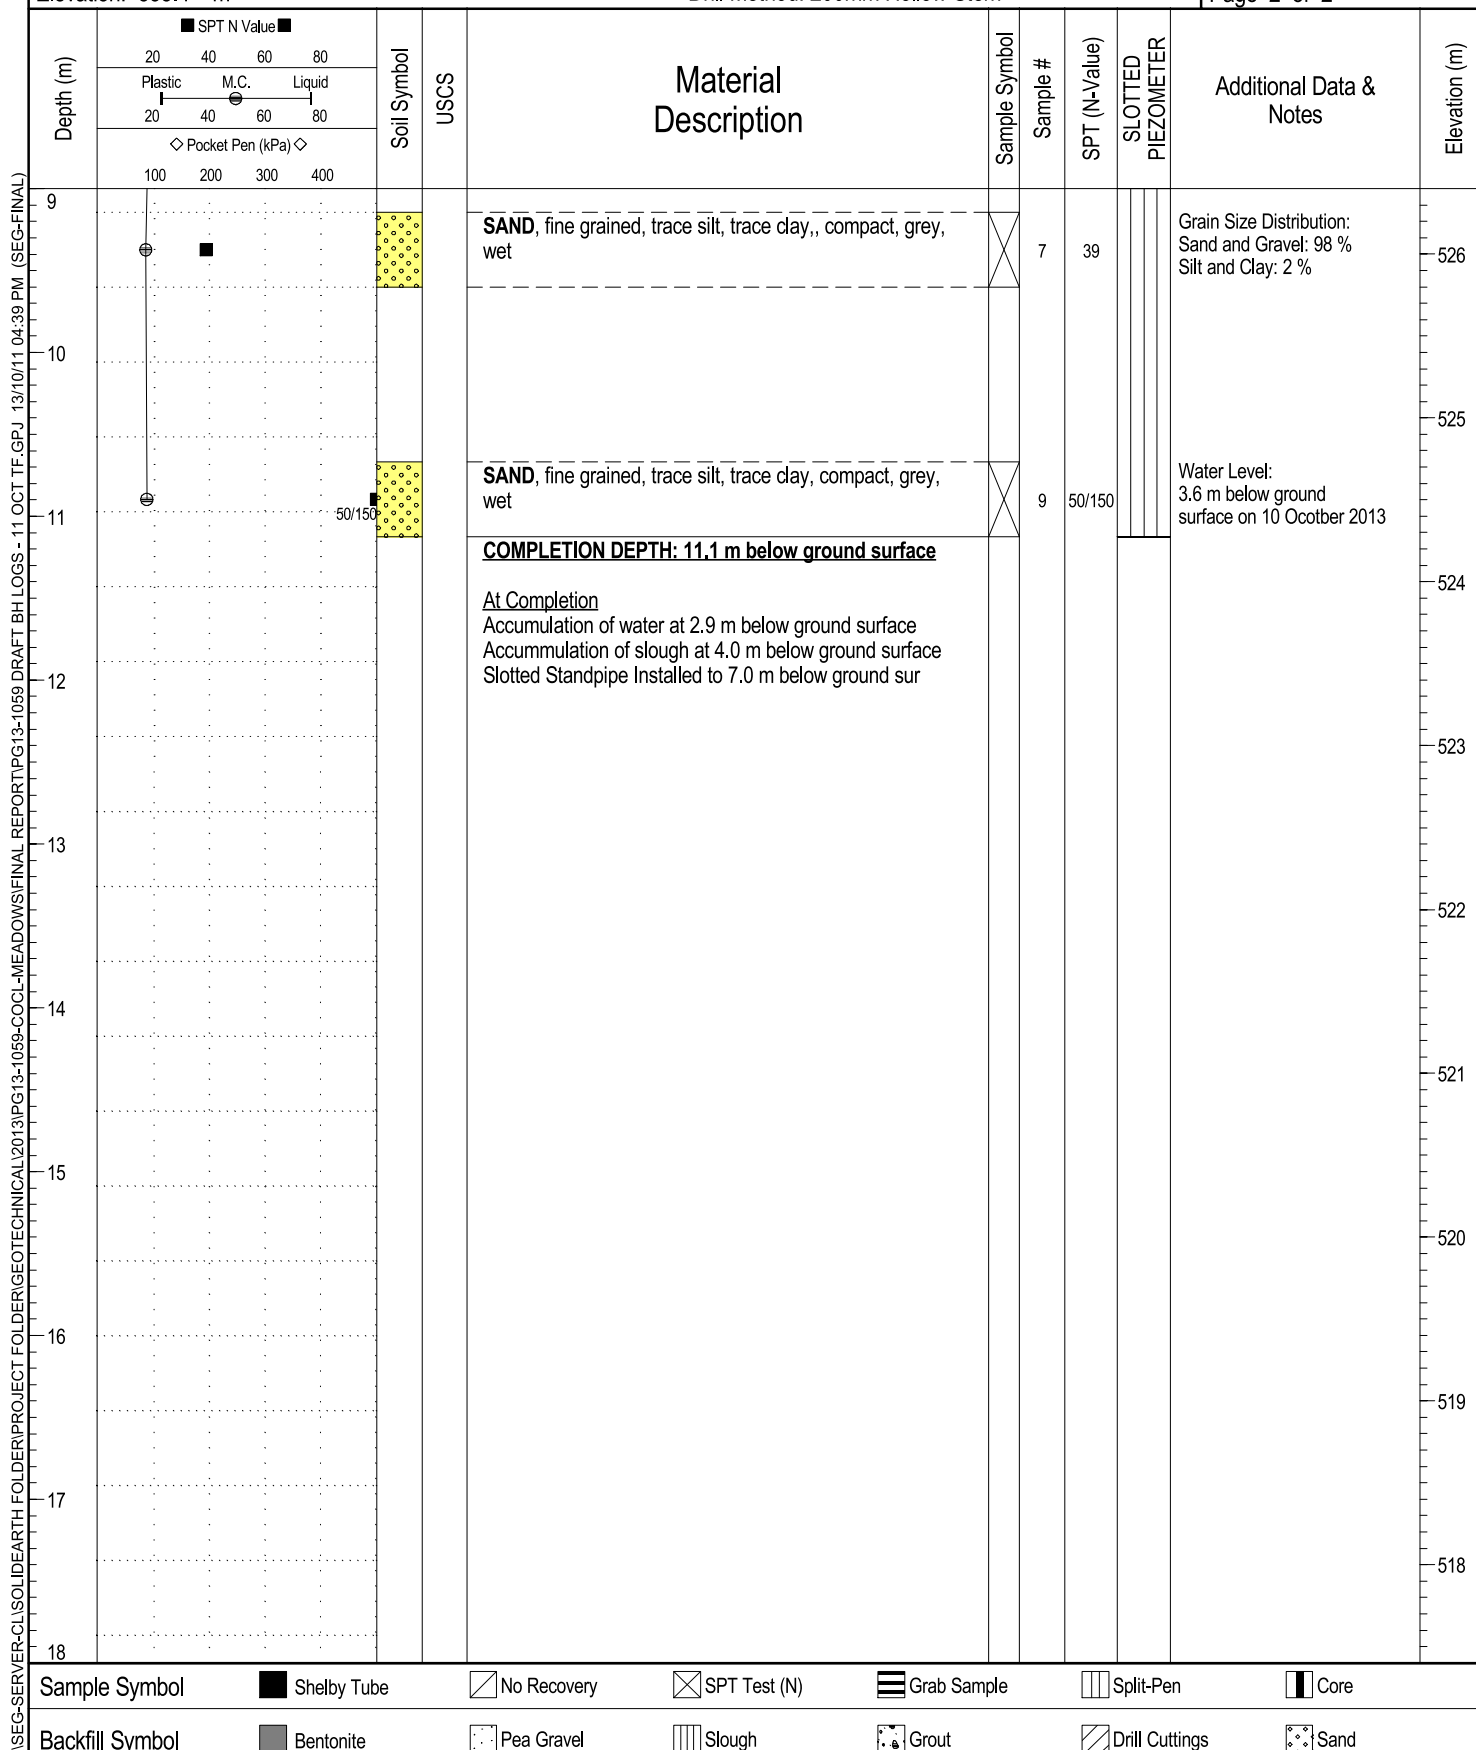 Page 2 of 2
■ SPT N Value ■
20 40 60 80
Plastic M.C. Liquid
20 40 60 80
◇ Pocket Pen (kPa) ◇
100 200 300 400
Depth (m)
Soil Symbol
USCS
Material
Description
Sample Symbol
Sample #
SPT (N-Value)
SLOTTED
PIEZOMETER
Additional Data &
Notes
Elevation (m)
9
SAND, fine grained, trace silt, trace clay,, compact, grey,
wet
7
39
Grain Size Distribution:
Sand and Gravel: 98 %
Silt and Clay: 2 %
526
10
525
SAND, fine grained, trace silt, trace clay, compact, grey,
wet
9
50/150
Water Level:
3.6 m below ground
surface on 10 Ocotber 2013
50/150
11
COMPLETION DEPTH: 11.1 m below ground surface
524
At Completion
Accumulation of water at 2.9 m below ground surface
Accummulation of slough at 4.0 m below ground surface
Slotted Standpipe Installed to 7.0 m below ground sur
12
523
13
522
14
521
15
520
16
519
17
518
18
Sample Symbol
Shelby Tube
No Recovery
SPT Test (N)
Grab Sample
Split-Pen
Core
Backfill Symbol
Bentonite
Pea Gravel
Slough
Grout
Drill Cuttings
Sand
\SEG-SERVER-CL\SOLIDEARTH FOLDER\PROJECT FOLDER\GEOTECHNICAL\2013\PG13-1059-COCL-MEADOWS\FINAL REPORT\PG13-1059 DRAFT BH LOGS - 11 OCT TF.GPJ 13/10/11 04:39 PM (SEG-FINAL)